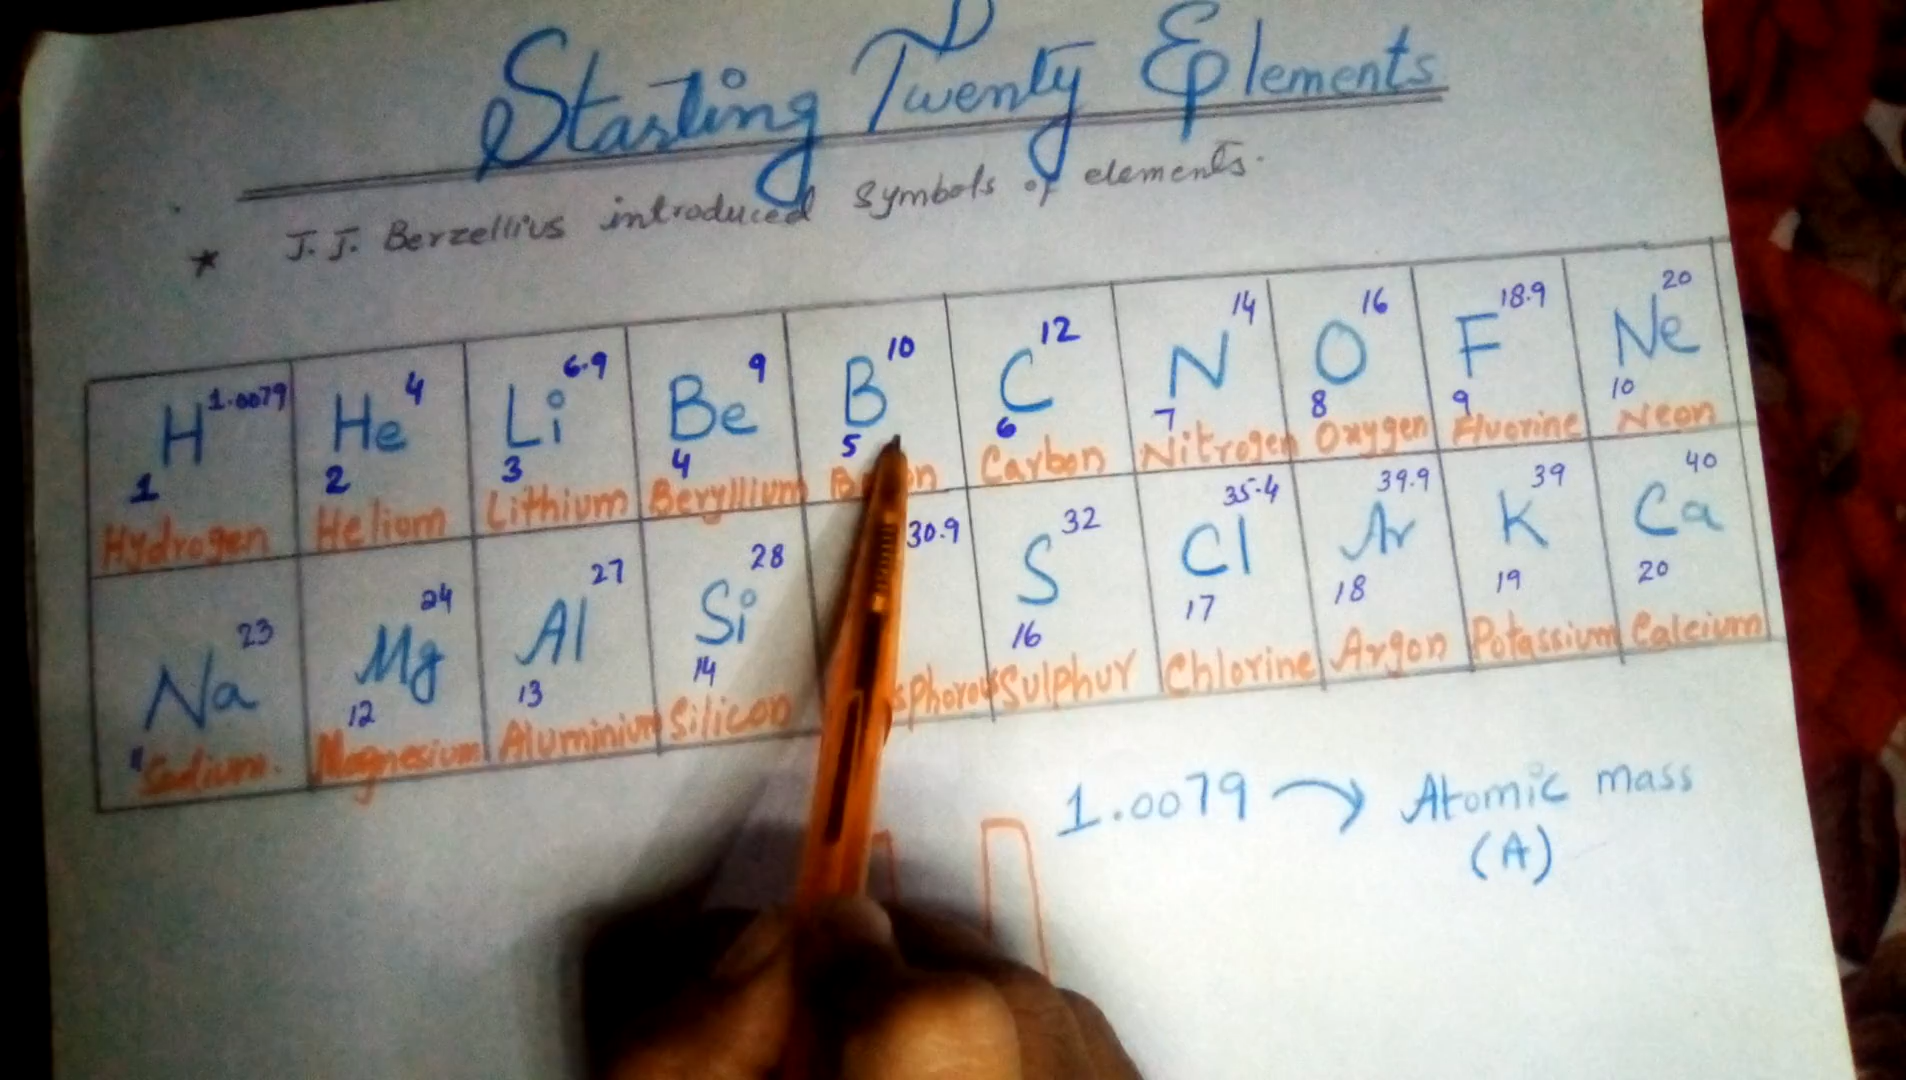 Starting Twenty Elements
* J.J. Berzellius introduced symbols of elements.
H 1.0079 He 4 Li 6.9 Be 9 B 10 C 12 N 14 O 16 F 18.9 Ne 20
1 2 3 4 5 6 7 8 9 10
Hydrogen Heliom Lithium Beryllium Carbon Nitrogen Oxygen Fluorine Neon
Na 23 Mg 24 Al 27 Si 28 30.9 S 32 Cl 35.4 Ar 39.9 K 39 Ca 40
11 12 13 14 16 17 18 19 20
Sodium. Magnesium Aluminium Silicon sphorous Sulphur Chlorine Argon Potassium Calcium
1.0079 → Atomic mass
(A)